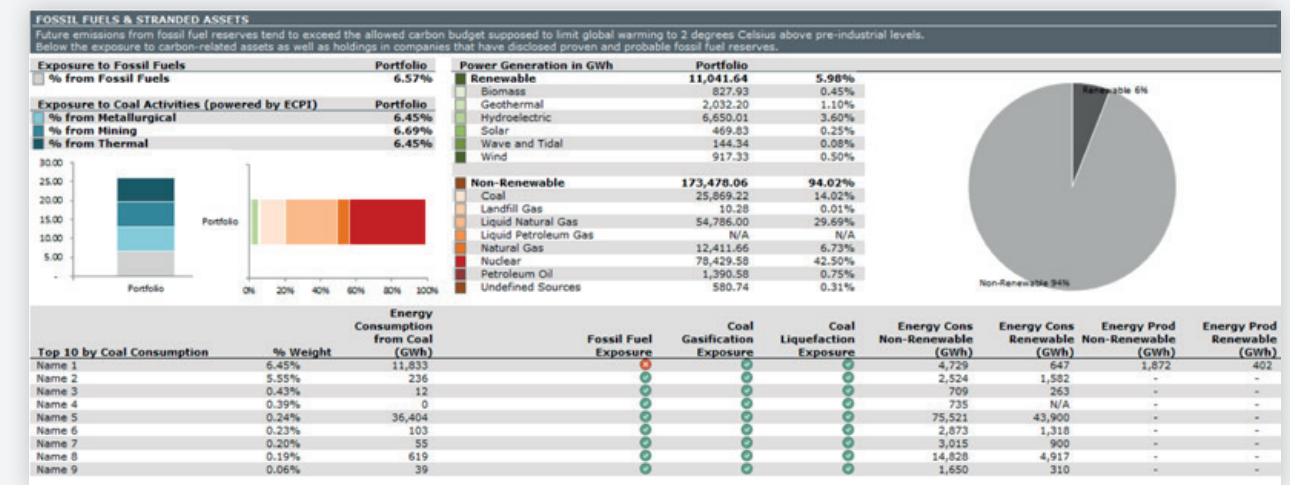 FOSSIL FUELS & STRANDED ASSETS
Future emissions from fossil fuel reserves tend to exceed the allowed carbon budget supposed to limit global warming to 2 degrees Celsius above pre-industrial levels.
Below the exposure to carbon-related assets as well as holdings in companies that have disclosed proven and probable fossil fuel reserves.
Exposure to Fossil Fuels Portfolio
% from Fossil Fuels 6.57%
Exposure to Coal Activities (powered by ECPI) Portfolio
% from Metallurgical 6.45%
% from Mining 6.69%
% from Thermal 6.45%
30.00
25.00
20.00
15.00
10.00
5.00
-
Portfolio
Portfolio
0% 20% 40% 60% 80% 100%
Power Generation in GWh Portfolio
Renewable 11,041.64 5.98%
Biomass 827.93 0.45%
Geothermal 2,032.20 1.10%
Hydroelectric 6,650.01 3.60%
Solar 469.83 0.25%
Wave and Tidal 144.34 0.08%
Wind 917.33 0.50%
Non-Renewable 173,478.06 94.02%
Coal 25,869.22 14.02%
Landfill Gas 10.28 0.01%
Liquid Natural Gas 54,786.00 29.69%
Liquid Petroleum Gas N/A N/A
Natural Gas 12,411.66 6.73%
Nuclear 78,429.58 42.50%
Petroleum Oil 1,390.58 0.75%
Undefined Sources 580.74 0.31%
Renewable 6%
Non-Renewable 94%
Energy
Consumption
from Coal Coal Coal Energy Cons Energy Cons Energy Prod Energy Prod
Fossil Fuel Gasification Liquefaction Non-Renewable Renewable Non-Renewable Renewable
Top 10 by Coal Consumption % Weight (GWh) Exposure Exposure Exposure (GWh) (GWh) (GWh) (GWh)
Name 1 6.45% 11,833 4,729 647 1,872 402
Name 2 5.55% 236 2,524 1,582 - -
Name 3 0.43% 12 709 263 - -
Name 4 0.39% 0 735 N/A - -
Name 5 0.24% 36,404 75,521 43,900 - -
Name 6 0.23% 103 2,873 1,318 - -
Name 7 0.20% 55 3,015 900 - -
Name 8 0.19% 619 14,828 4,917 - -
Name 9 0.06% 39 1,650 310 - -